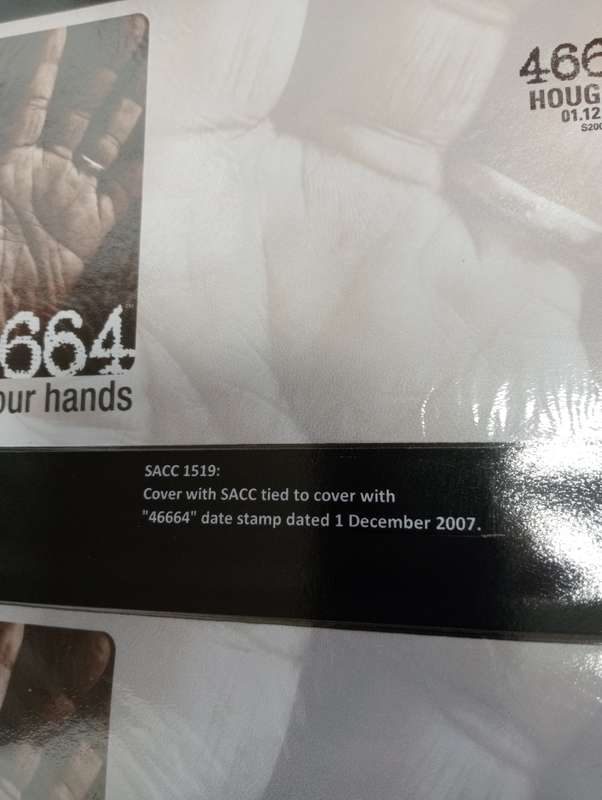 466
HOUG
01.12
S200
664
our hands
SACC 1519:
Cover with SACC tied to cover with
"46664" date stamp dated 1 December 2007.